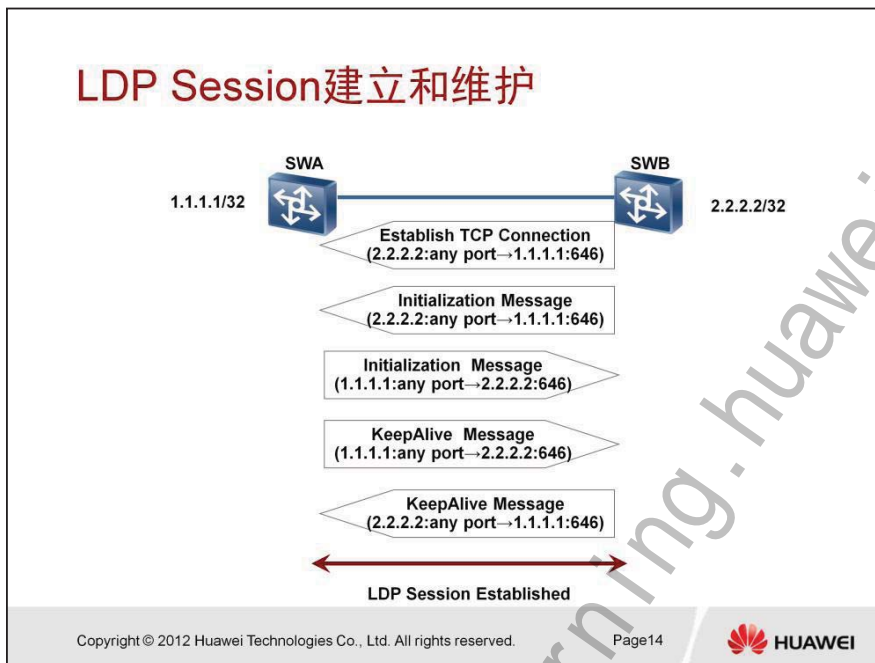 LDP Session建立和维护
SWA
SWB
1.1.1.1/32
2.2.2.2/32
Establish TCP Connection
(2.2.2.2:any port→1.1.1.1:646)
Initialization Message
(2.2.2.2:any port→1.1.1.1:646)
Initialization Message
(1.1.1.1:any port→2.2.2.2:646)
KeepAlive Message
(1.1.1.1:any port→2.2.2.2:646)
KeepAlive Message
(2.2.2.2:any port→1.1.1.1:646)
LDP Session Established
rning.huawei.
Copyright © 2012 Huawei Technologies Co., Ltd. All rights reserved.
Page14
HUAWEI